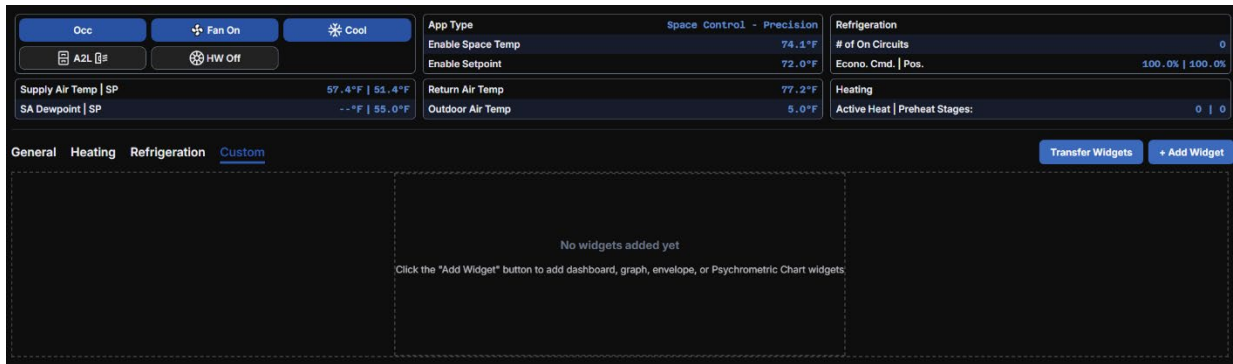 Occ
Fan On
Cool
A2L
HW Off
App Type Space Control - Precision
Enable Space Temp 74.1°F
Enable Setpoint 72.0°F
Refrigeration
# of On Circuits 0
Econo. Cmd. | Pos. 100.0% | 100.0%
Supply Air Temp | SP 57.4°F | 51.4°F
SA Dewpoint | SP --°F | 55.0°F
Return Air Temp 77.2°F
Outdoor Air Temp 5.0°F
Heating
Active Heat | Preheat Stages: 0 | 0
General Heating Refrigeration Custom
Transfer Widgets
+ Add Widget
No widgets added yet
Click the "Add Widget" button to add dashboard, graph, envelope, or Psychrometric Chart widgets